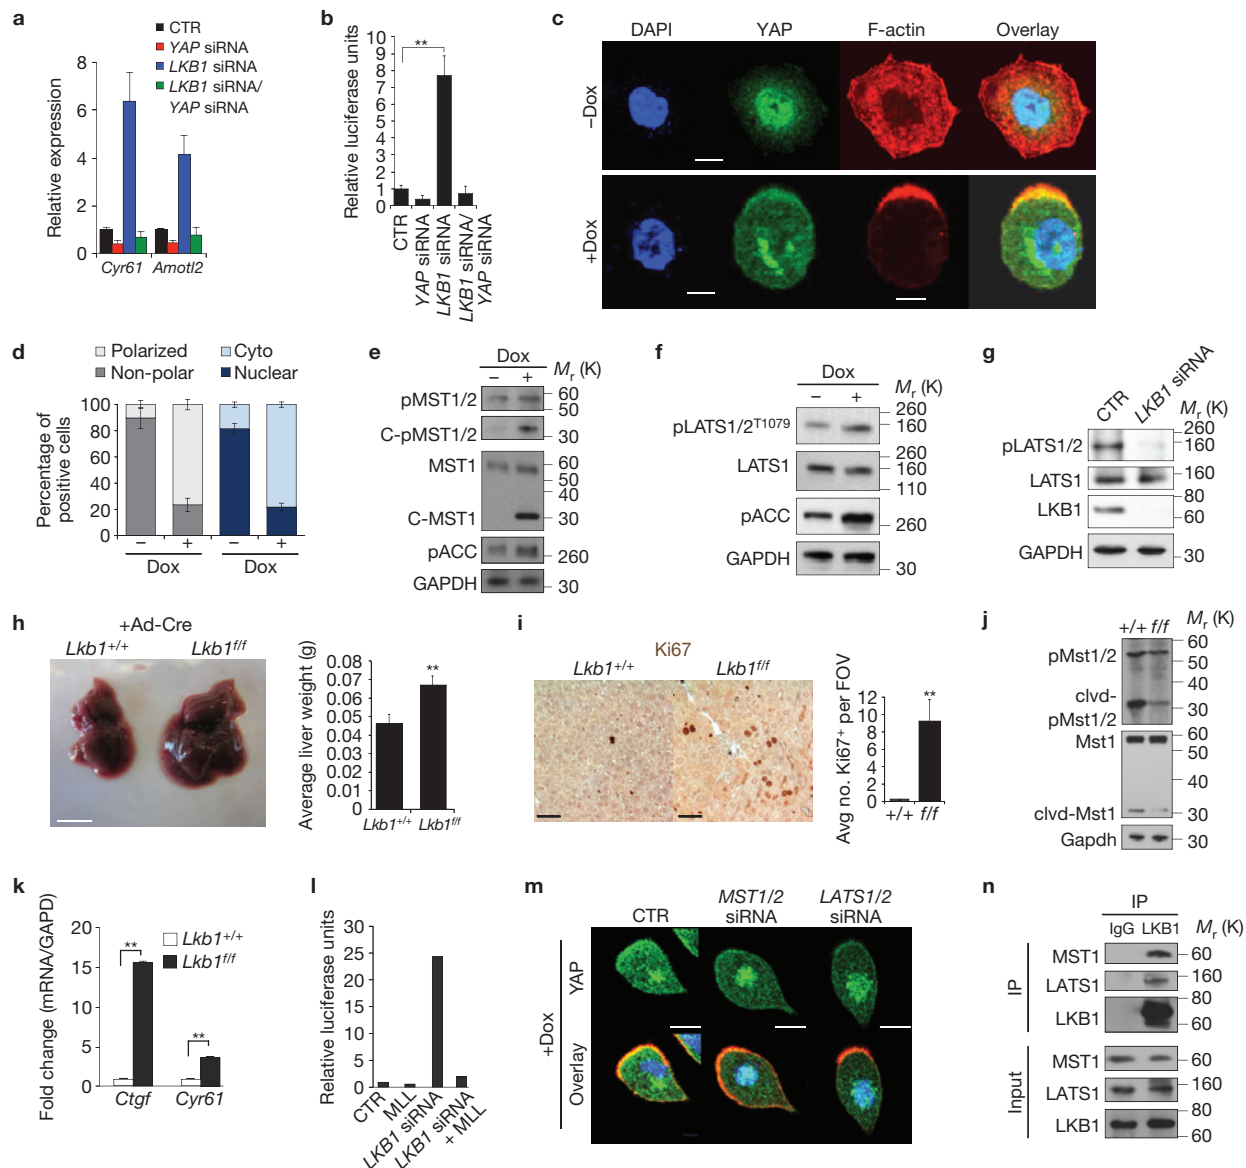 a
CTR
YAP siRNA
LKB1 siRNA
LKB1 siRNA/
YAP siRNA
Relative expression
8
6
4
2
0
Cyr61 Amotl2
b
Relative luciferase units
10
9
8
7
6
5
4
3
2
1
0
**
CTR
YAP siRNA
LKB1 siRNA
LKB1 siRNA/
YAP siRNA
c
DAPI YAP F-actin Overlay
–Dox
+Dox
d
Polarized Cyto
Non-polar Nuclear
Percentage of
positive cells
100
80
60
40
20
0
– + – +
Dox Dox
e
Dox
– + Mr (K)
pMST1/2 60
50
C-pMST1/2 30
MST1 60
50
40
C-MST1 30
pACC 260
GAPDH 30
f
Dox
– + Mr (K)
pLATS1/2T1079 260
160
LATS1 260
160
110
pACC 260
GAPDH 30
g
CTR LKB1 siRNA
Mr (K)
pLATS1/2 260
160
LATS1 160
LKB1 80
60
GAPDH 30
h
+Ad-Cre
Lkb1+/+ Lkb1f/f
Average liver weight (g)
0.08
0.07
0.06
0.05
0.04
0.03
0.02
0.01
0
**
Lkb1+/+ Lkb1f/f
i
Ki67
Lkb1+/+ Lkb1f/f
Avg no. Ki67+ per FOV
12
10
8
6
4
2
0
**
+/+ f/f
j
+/+ f/f Mr (K)
pMst1/2 60
50
40
clvd-
pMst1/2 30
Mst1 60
50
40
clvd-Mst1 30
Gapdh 30
k
Fold change (mRNA/GAPD)
20
15
10
5
0
Lkb1+/+
Lkb1f/f
**
**
Ctgf Cyr61
l
Relative luciferase units
30
25
20
15
10
5
0
CTR
MLL
LKB1 siRNA
LKB1 siRNA
+ MLL
m
CTR MST1/2 siRNA LATS1/2 siRNA
+Dox
YAP
Overlay
n
IP
IgG LKB1 Mr (K)
IP
MST1 60
LATS1 160
LKB1 80
60
Input
MST1 60
LATS1 160
80
LKB1 60